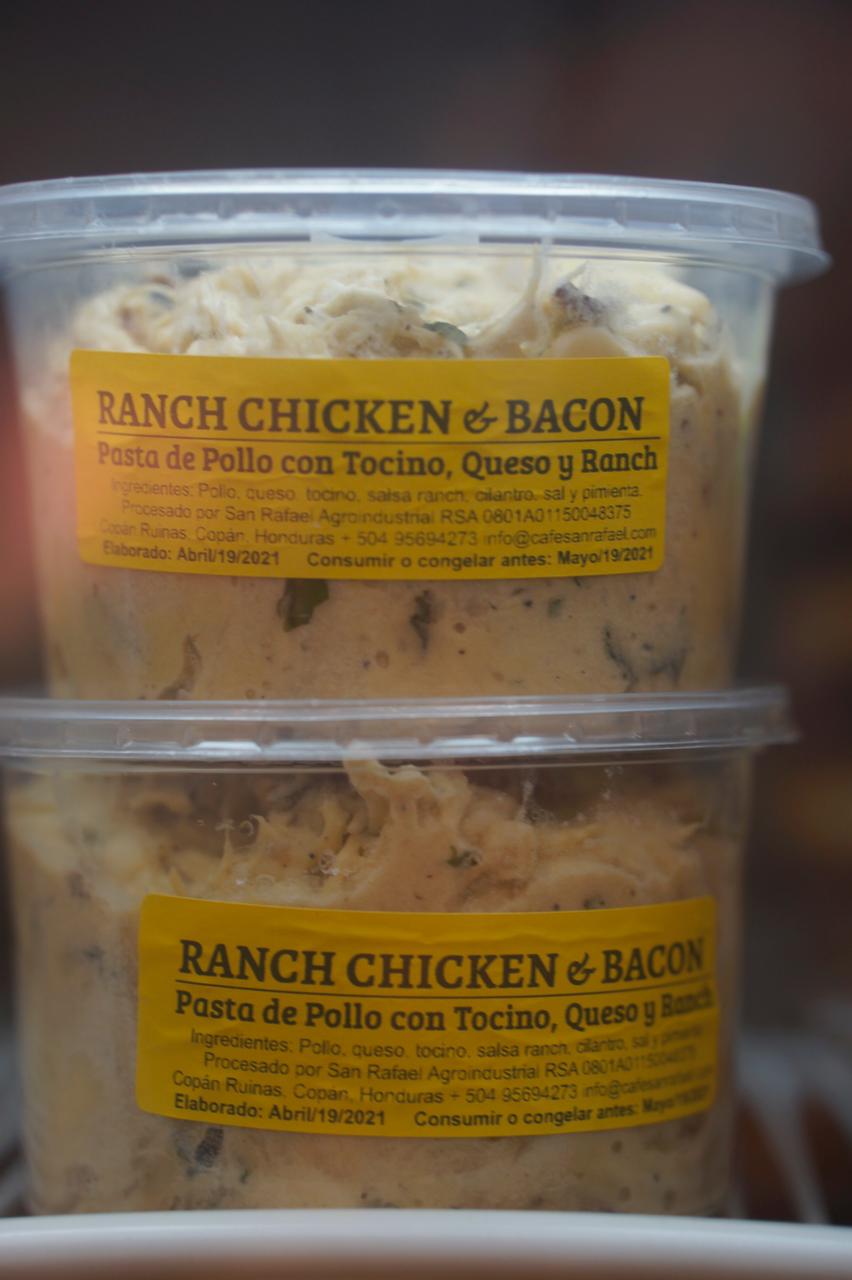 RANCH CHICKEN & BACON
Pasta de Pollo con Tocino, Queso y Ranch
Ingredientes: Pollo, queso, tocino, salsa ranch, cilantro, sal y pimienta.
Procesado por San Rafael Agroindustrial RSA 0801A01150048375
Copán Ruinas, Copán, Honduras + 504 95694273 info@cafesanrafael.com
Elaborado: Abril/19/2021 Consumir o congelar antes: Mayo/19/2021
RANCH CHICKEN & BACON
Pasta de Pollo con Tocino, Queso y Ranch
Ingredientes: Pollo, queso, tocino, salsa ranch, cilantro, sal y pimienta
Procesado por San Rafael Agroindustrial RSA
Copán Ruinas, Copán, Honduras + 504 95694273
Elaborado: Abril/19/2021 Consumir o congelar antes: